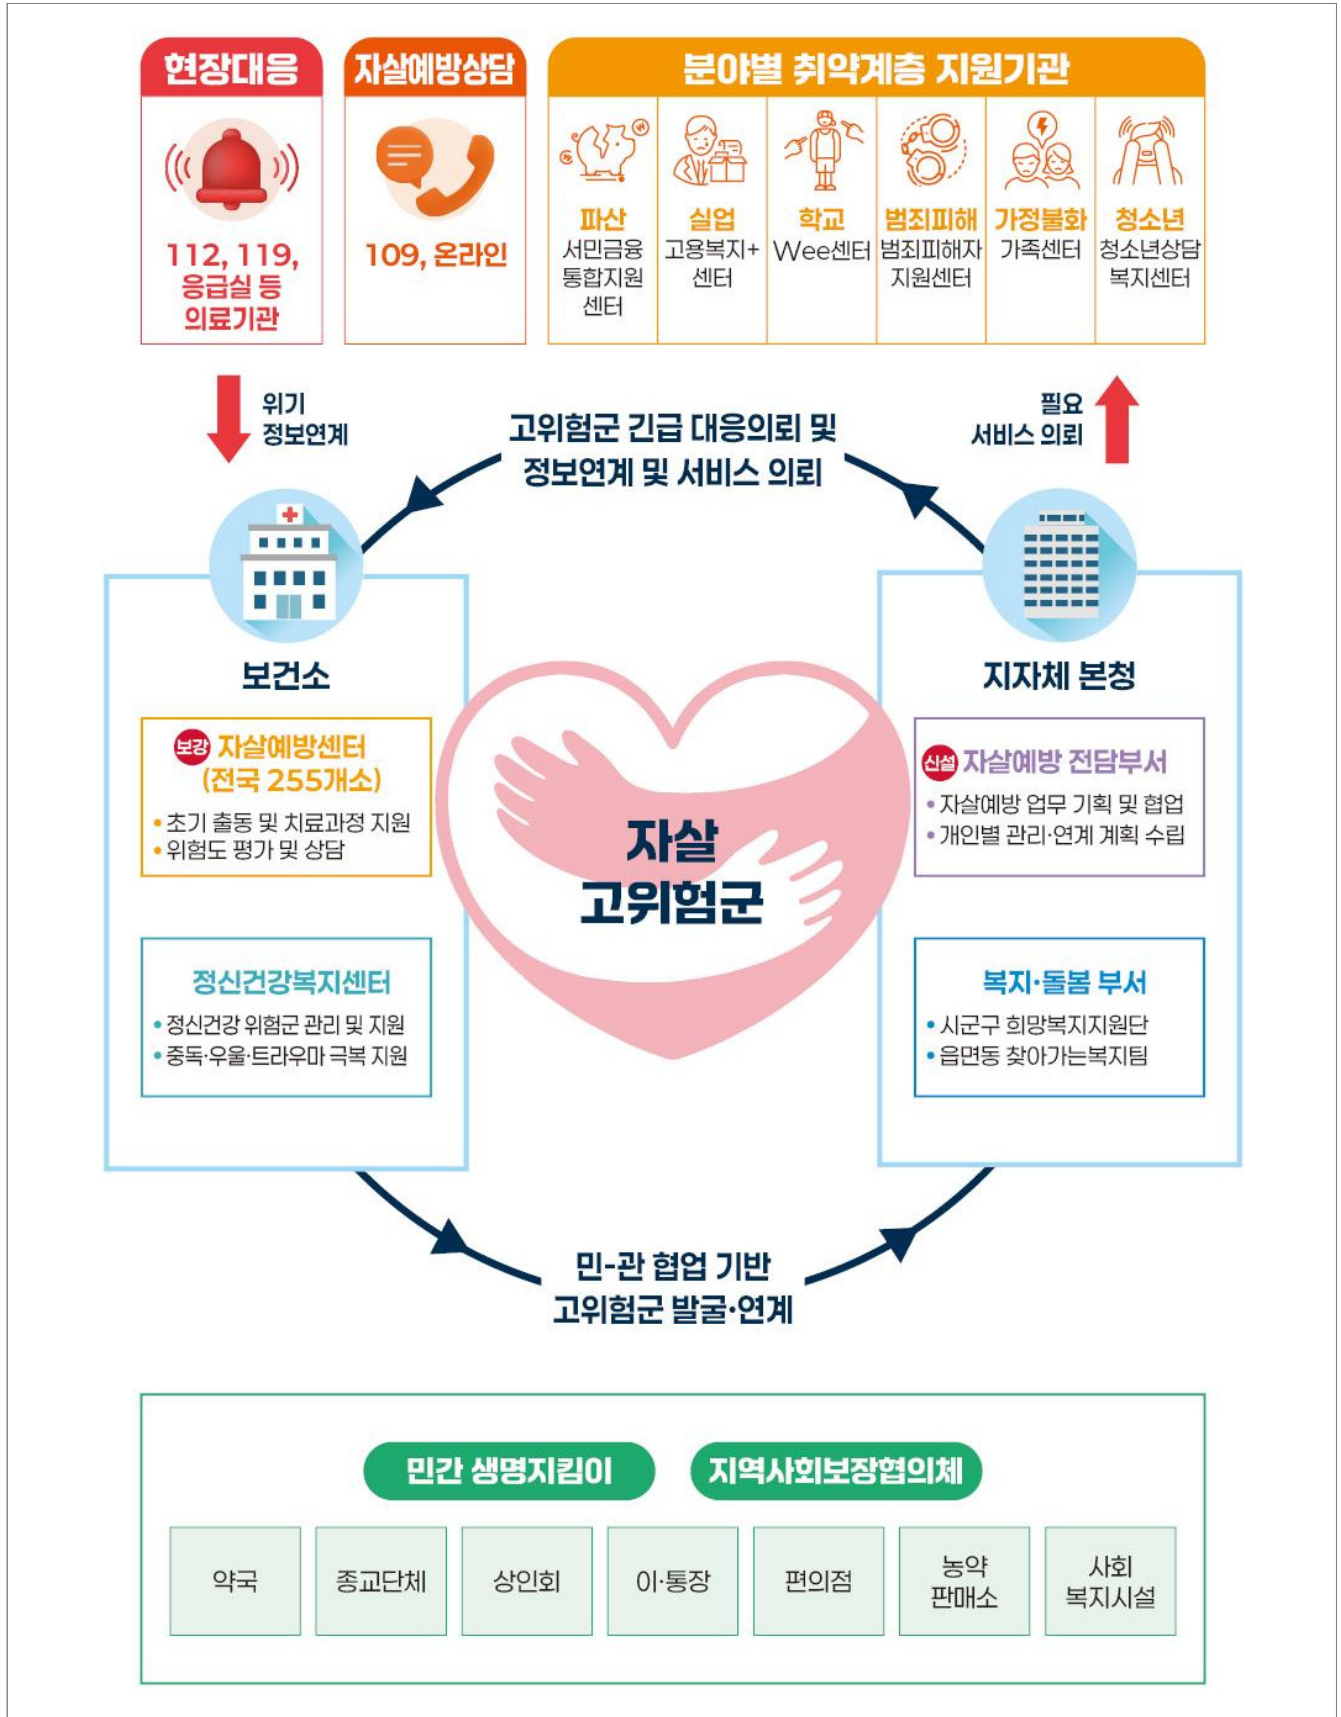 현장대응
112, 119,
응급실 등
의료기관
자살예방상담
109, 온라인
분야별 취약계층 지원기관
파산
서민금융
통합지원
센터
실업
고용복지+
센터
학교
Wee센터
범죄피해
범죄피해자
지원센터
가정불화
가족센터
청소년
청소년상담
복지센터
위기
정보연계
고위험군 긴급 대응의뢰 및
정보연계 및 서비스 의뢰
필요
서비스 의뢰
보건소
보강 자살예방센터
(전국 255개소)
• 초기 출동 및 치료과정 지원
• 위험도 평가 및 상담
정신건강복지센터
• 정신건강 위험군 관리 및 지원
• 중독·우울·트라우마 극복 지원
자살
고위험군
지자체 본청
신설 자살예방 전담부서
• 자살예방 업무 기획 및 협업
• 개인별 관리·연계 계획 수립
복지·돌봄 부서
• 시군구 희망복지지원단
• 읍면동 찾아가는복지팀
민-관 협업 기반
고위험군 발굴·연계
민간 생명지킴이
지역사회보장협의체
약국
종교단체
상인회
이·통장
편의점
농약
판매소
사회
복지시설